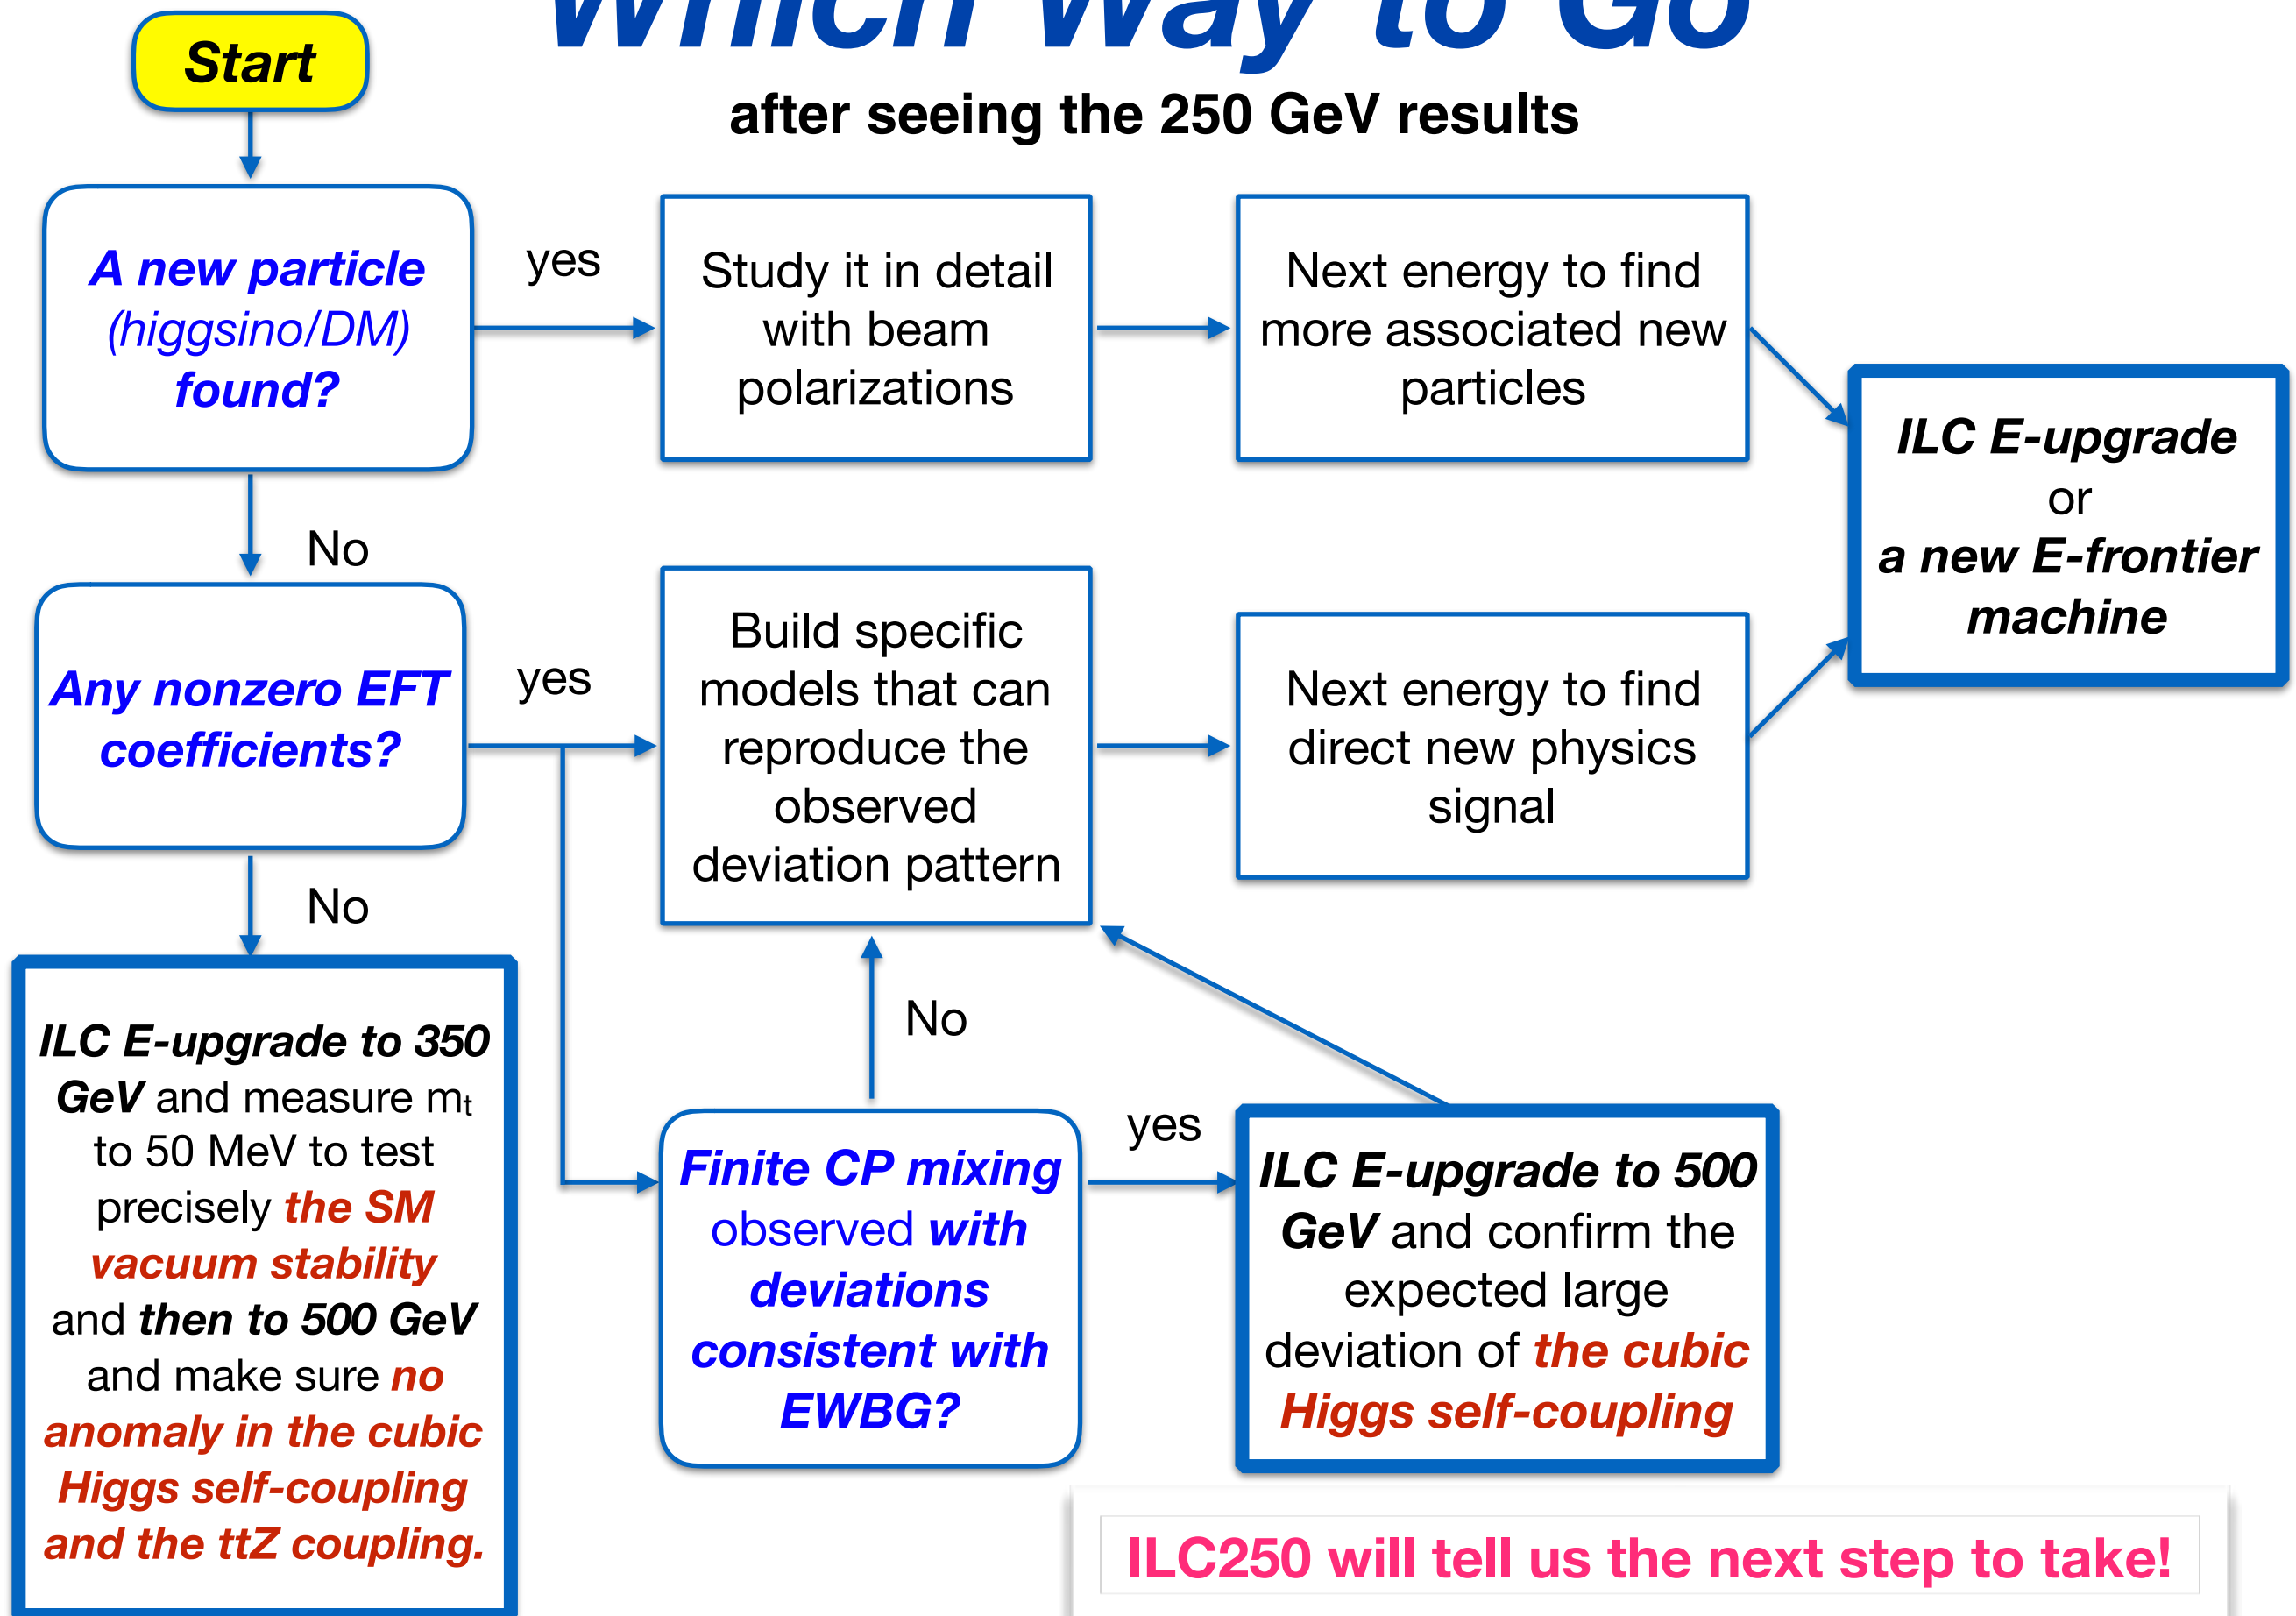 Which Way to Go
after seeing the 250 GeV results
Start
A new particle
(higgsino/DM)
found?
yes
Study it in detail
with beam
polarizations
Next energy to find
more associated new
particles
ILC E-upgrade
or
a new E-frontier
machine
No
Any nonzero EFT
coefficients?
yes
Build specific
models that can
reproduce the
observed
deviation pattern
Next energy to find
direct new physics
signal
No
ILC E-upgrade to 350
GeV and measure mt
to 50 MeV to test
precisely the SM
vacuum stability
and then to 500 GeV
and make sure no
anomaly in the cubic
Higgs self-coupling
and the ttZ coupling.
No
Finite CP mixing
observed with
deviations
consistent with
EWBG?
yes
ILC E-upgrade to 500
GeV and confirm the
expected large
deviation of the cubic
Higgs self-coupling
ILC250 will tell us the next step to take!